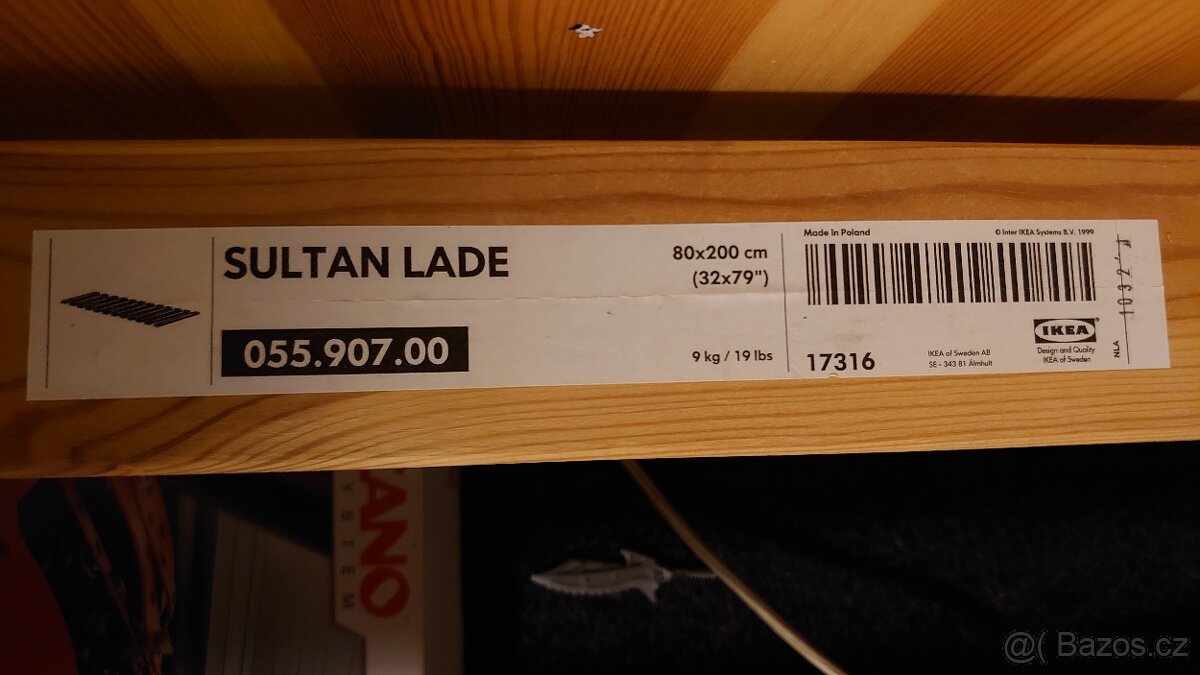 SULTAN LADE
80x200 cm
(32x79")
055.907.00
9 kg / 19 lbs
Made in Poland
© Inter IKEA Systems B.V. 1999
17316
IKEA of Sweden AB
SE - 343 81 Älmhult
IKEA
Design and Quality
IKEA of Sweden
NLA
ANO
YSTEM
@( Bazos.cz